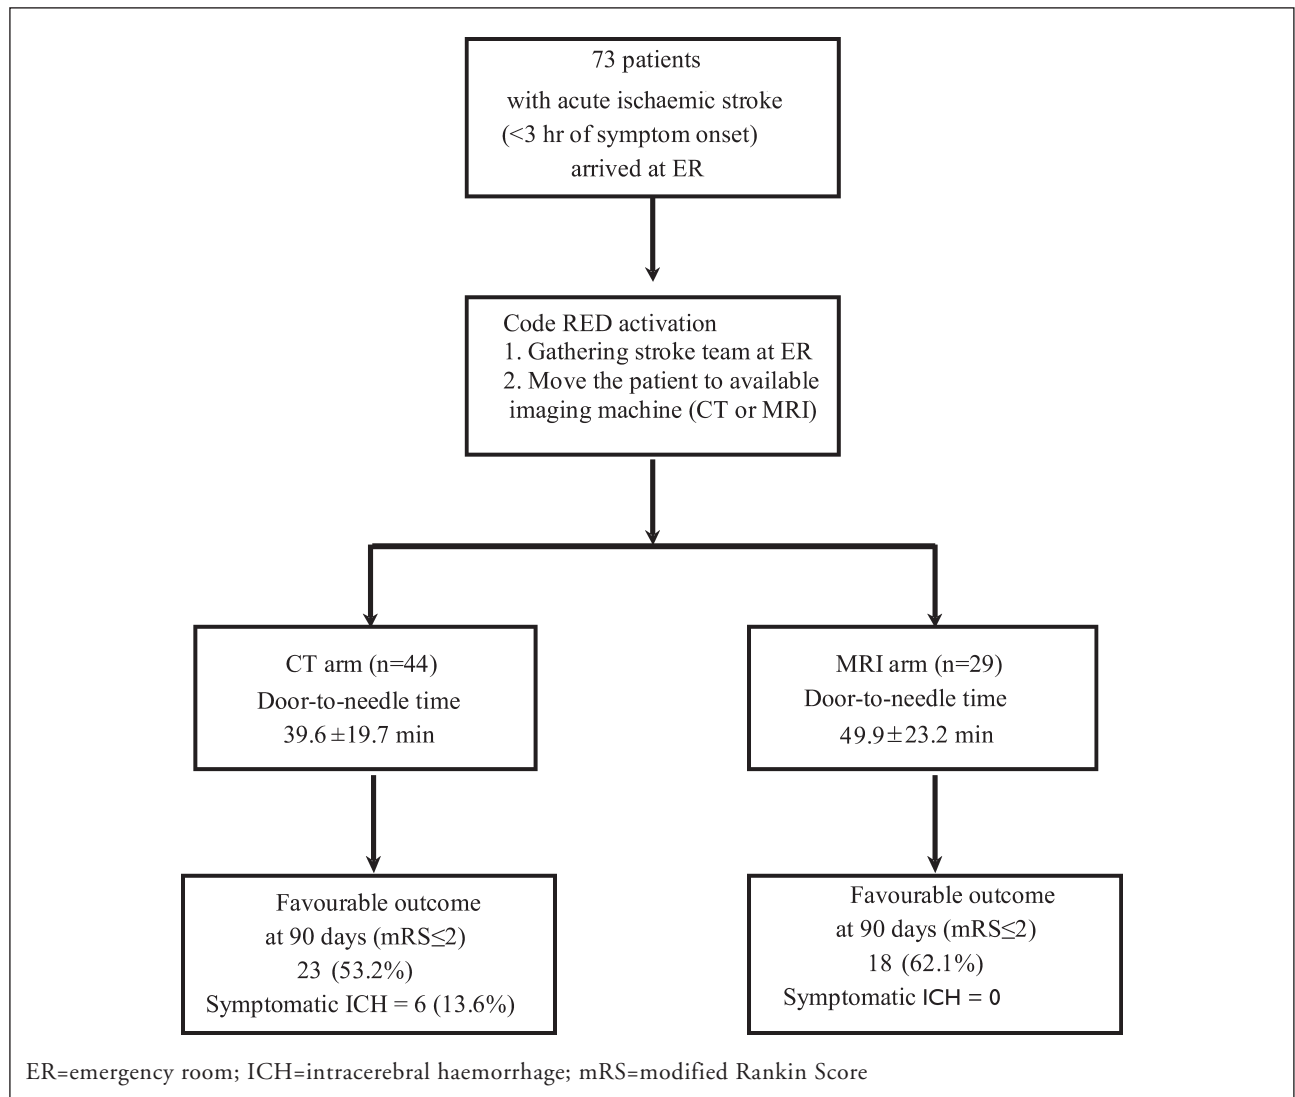 73 patients
with acute ischaemic stroke
(<3 hr of symptom onset)
arrived at ER
Code RED activation
1. Gathering stroke team at ER
2. Move the patient to available
imaging machine (CT or MRI)
CT arm (n=44)
Door-to-needle time
39.6±19.7 min
MRI arm (n=29)
Door-to-needle time
49.9±23.2 min
Favourable outcome
at 90 days (mRS≤2)
23 (53.2%)
Symptomatic ICH = 6 (13.6%)
Favourable outcome
at 90 days (mRS≤2)
18 (62.1%)
Symptomatic ICH = 0
ER=emergency room; ICH=intracerebral haemorrhage; mRS=modified Rankin Score